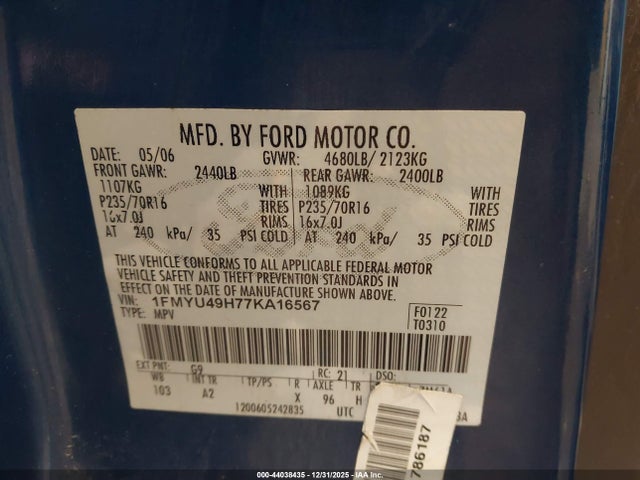 MFD. BY FORD MOTOR CO.
DATE: 05/06 GVWR: 4680LB/ 2123KG
FRONT GAWR: 2440LB REAR GAWR: 2400LB
1107KG WITH 1089KG WITH
P235/70R16 TIRES P235/70R16 TIRES
16x7.0J RIMS 16x7.0J RIMS
AT 240 kPa/ 35 PSI COLD AT 240 kPa/ 35 PSI COLD
Ford
THIS VEHICLE CONFORMS TO ALL APPLICABLE FEDERAL MOTOR
VEHICLE SAFETY AND THEFT PREVENTION STANDARDS IN
EFFECT ON THE DATE OF MANUFACTURE SHOWN ABOVE.
VIN: 1FMYU49H77KA16567 F0122
TYPE: MPV T0310
EXT PNT: G9 RC: 21 DSO:
WB INT TR TP/PS R AXLE TR
103 A2 X 96 H
1200605242835 UTC
786187
000-44038435 - 12/31/2025 - IAA Inc.